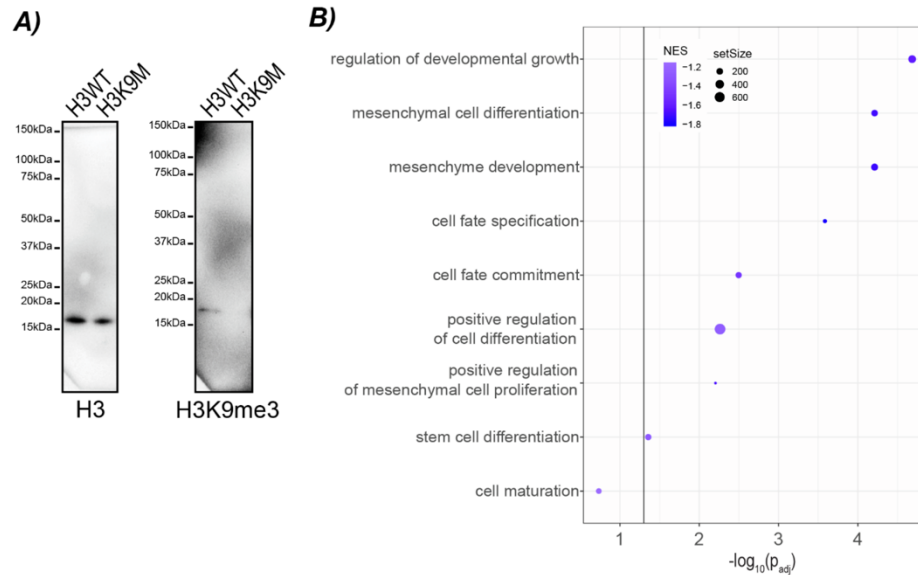 A)
H3WT
H3K9M
150kDa
100kDa
75kDa
50kDa
37kDa
25kDa
20kDa
15kDa
H3
H3WT
H3K9M
150kDa
100kDa
75kDa
50kDa
37kDa
25kDa
20kDa
15kDa
H3K9me3
B)
regulation of developmental growth
mesenchymal cell differentiation
mesenchyme development
cell fate specification
cell fate commitment
positive regulation
of cell differentiation
positive regulation
of mesenchymal cell proliferation
stem cell differentiation
cell maturation
NES
−1.2
−1.4
−1.6
−1.8
setSize
200
400
600
1 2 3 4
-log10(padj)